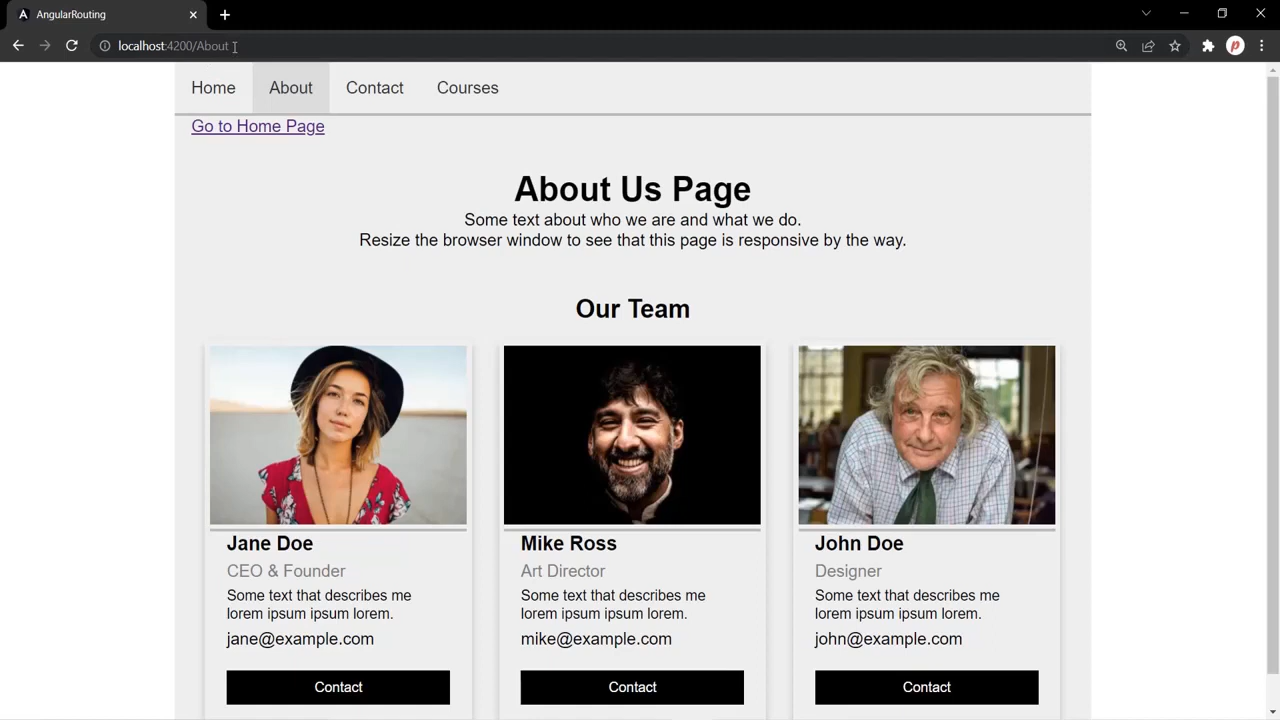 AngularRouting
localhost:4200/About
Home About Contact Courses
Go to Home Page
About Us Page
Some text about who we are and what we do.
Resize the browser window to see that this page is responsive by the way.
Our Team
Jane Doe
CEO & Founder
Some text that describes me
lorem ipsum ipsum lorem.
jane@example.com
Contact
Mike Ross
Art Director
Some text that describes me
lorem ipsum ipsum lorem.
mike@example.com
Contact
John Doe
Designer
Some text that describes me
lorem ipsum ipsum lorem.
john@example.com
Contact